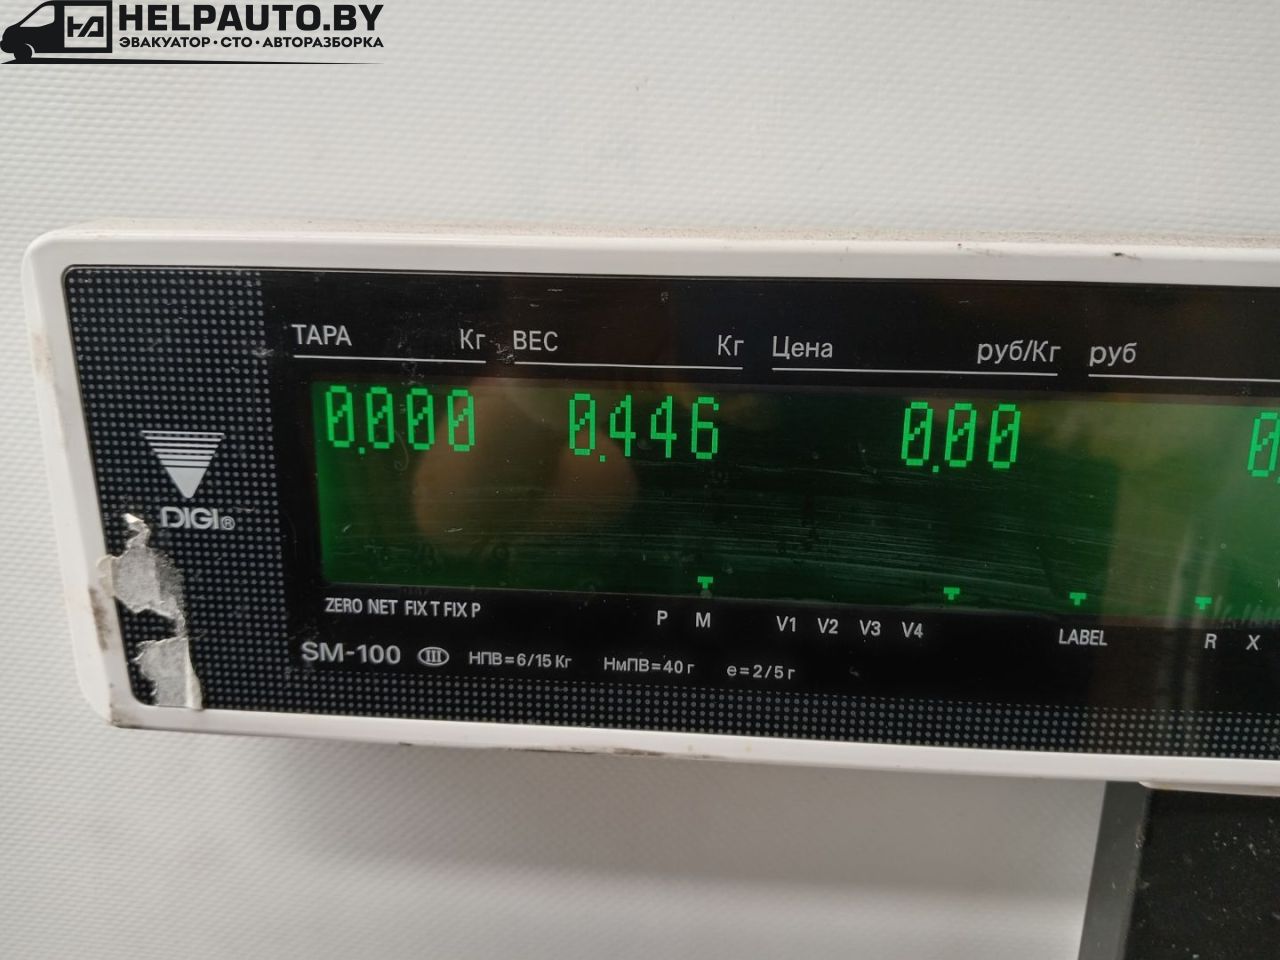 HELPAUTO.BY
ЭВАКУАТОР · СТО · АВТОРАЗБОРКА
ТАРА Кг ВЕС Кг Цена руб/Кг руб
0.000 0.446 0.00 0.
DIGI®
ZERO NET FIX T FIX P P M V1 V2 V3 V4 LABEL R X
SM-100 III НПВ=6/15 Кг НмПВ=40 г е=2/5 г